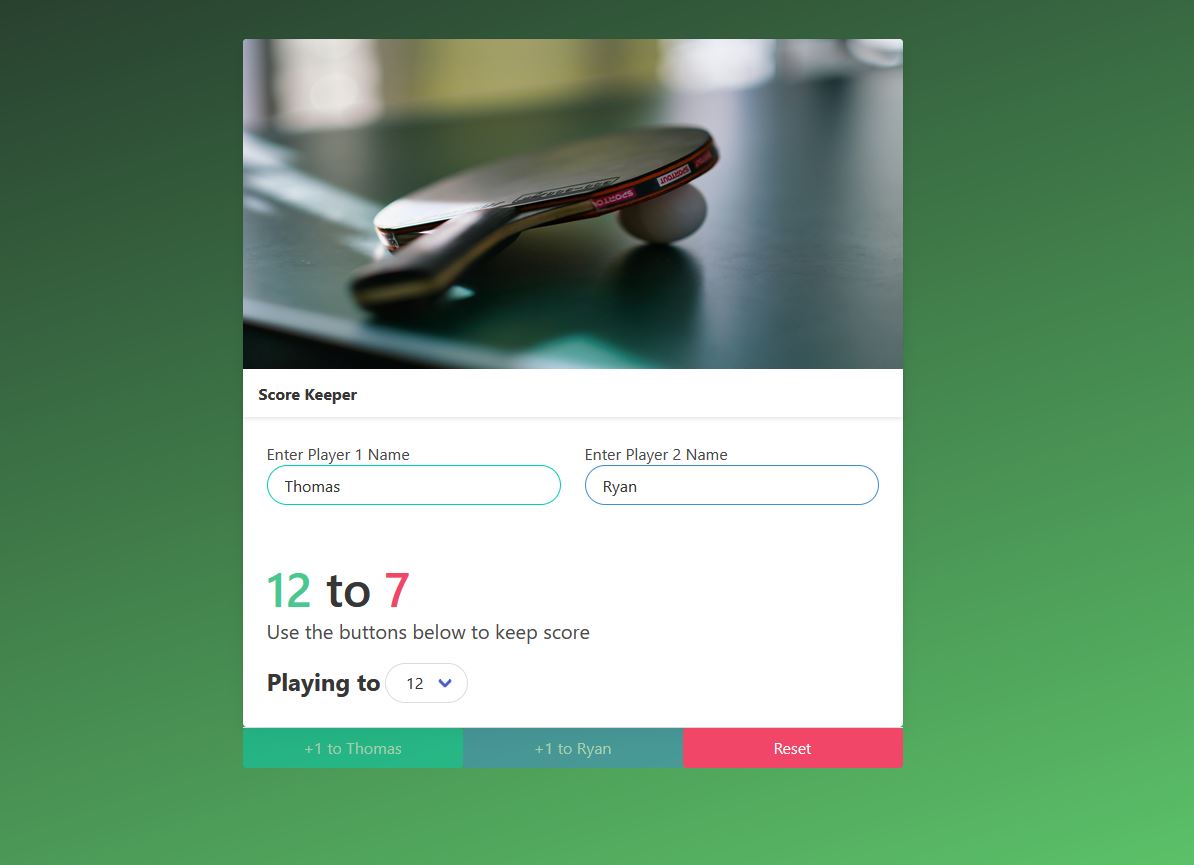 SPORTOUT
Score Keeper
Enter Player 1 Name Enter Player 2 Name
Thomas Ryan
12 to 7
Use the buttons below to keep score
Playing to 12
+1 to Thomas +1 to Ryan Reset